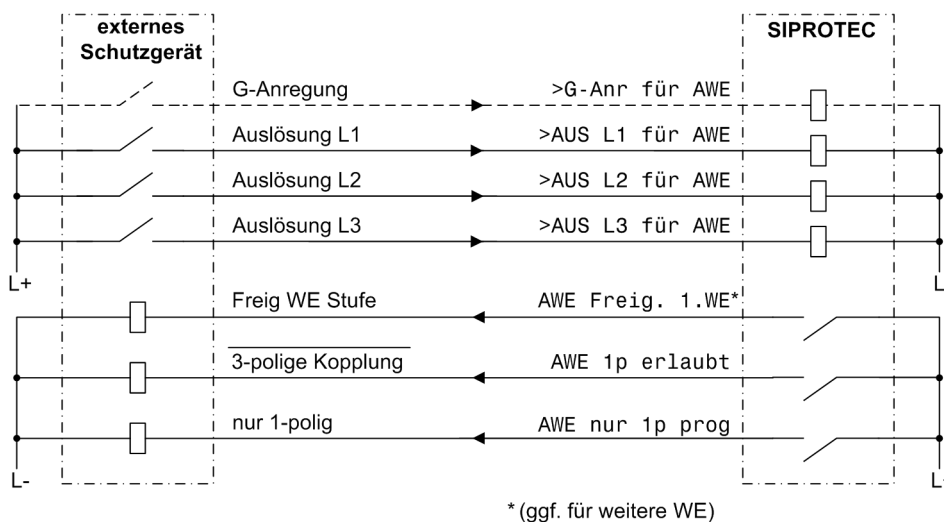 externes
Schutzgerät
SIPROTEC
G-Anregung >G-Anr für AWE
Auslösung L1 >AUS L1 für AWE
Auslösung L2 >AUS L2 für AWE
Auslösung L3 >AUS L3 für AWE
L+ L
Freig WE Stufe AWE Freig. 1.WE*
3-polige Kopplung AWE 1p erlaubt
nur 1-polig AWE nur 1p prog
L- L
* (ggf. für weitere WE)